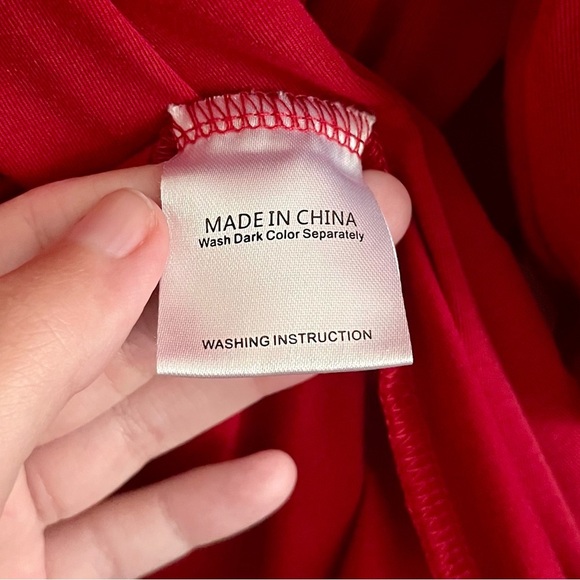 MADE IN CHINA
Wash Dark Color Separately
WASHING INSTRUCTION